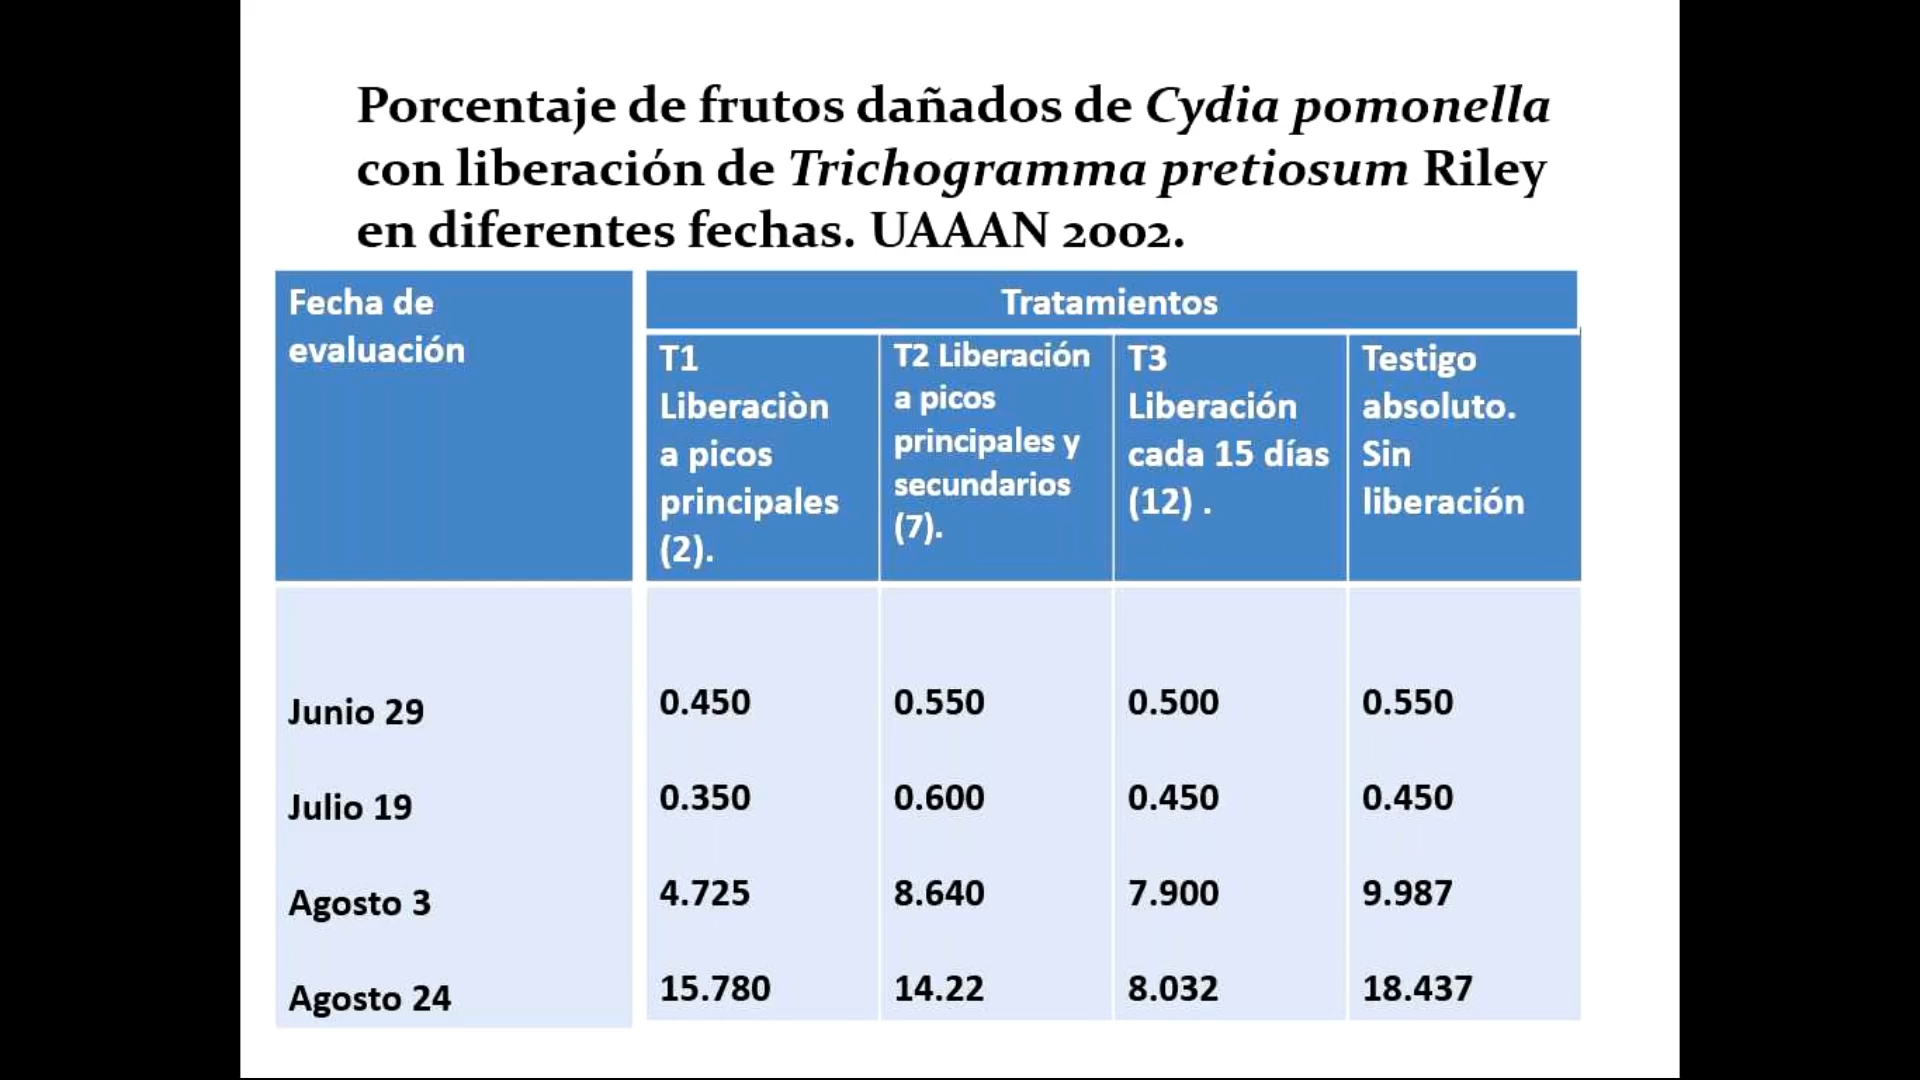 Porcentaje de frutos dañados de Cydia pomonella
con liberación de Trichogramma pretiosum Riley
en diferentes fechas. UAAAN 2002.
Fecha de
evaluación
Tratamientos
T1
Liberaciòn
a picos
principales
(2).
T2 Liberación
a picos
principales y
secundarios
(7).
T3
Liberación
cada 15 días
(12) .
Testigo
absoluto.
Sin
liberación
Junio 29 0.450 0.550 0.500 0.550
Julio 19 0.350 0.600 0.450 0.450
Agosto 3 4.725 8.640 7.900 9.987
Agosto 24 15.780 14.22 8.032 18.437